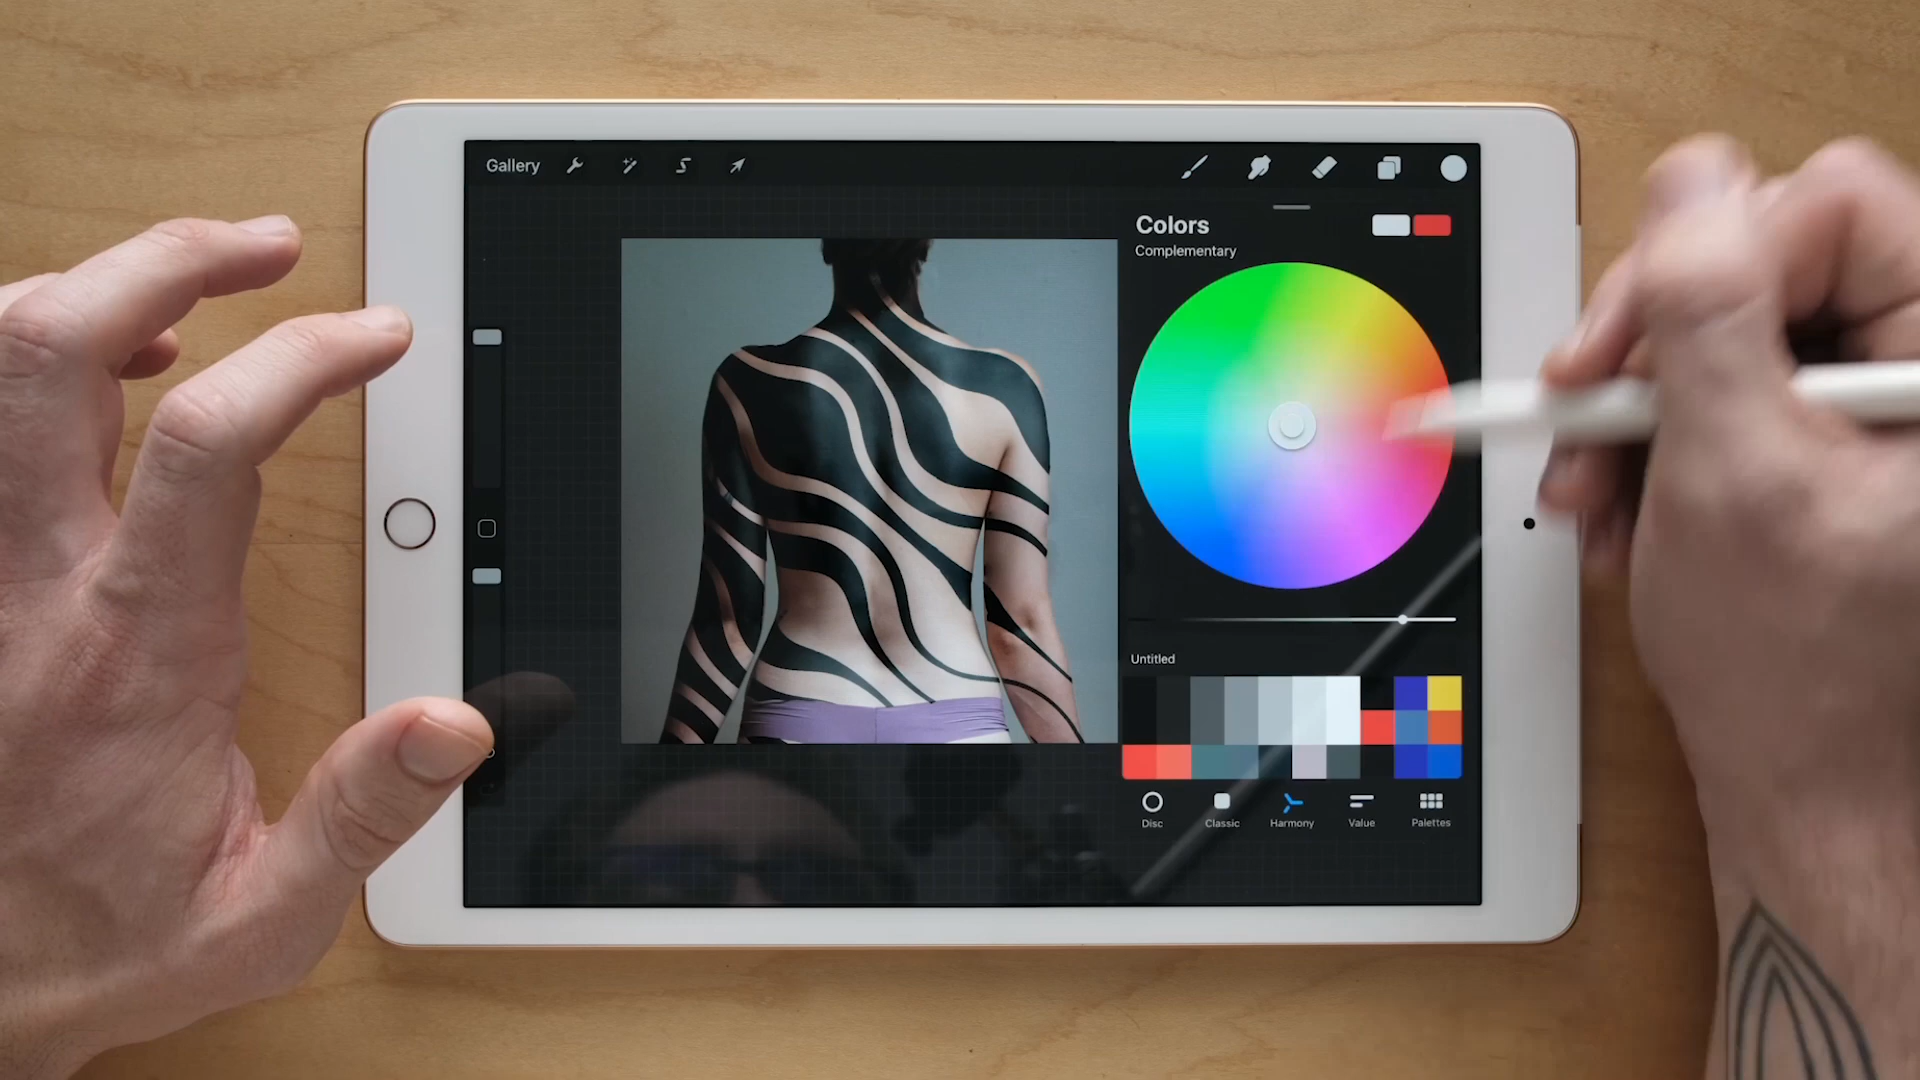 Gallery
Colors
Complementary
Untitled
Disc
Classic
Harmony
Value
Palettes